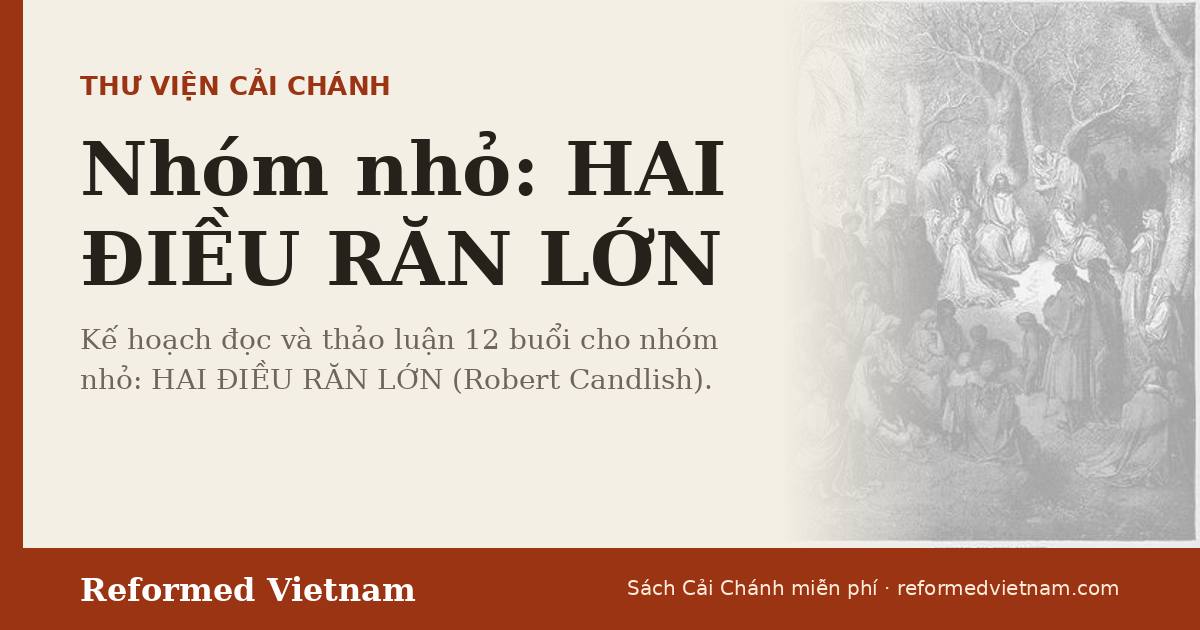 THƯ VIỆN CẢI CHÁNH
Nhóm nhỏ: HAI
ĐIỀU RĂN LỚN
Kế hoạch đọc và thảo luận 12 buổi cho nhóm
nhỏ: HAI ĐIỀU RĂN LỚN (Robert Candlish).
Reformed Vietnam
Sách Cải Chánh miễn phí · reformedvietnam.com